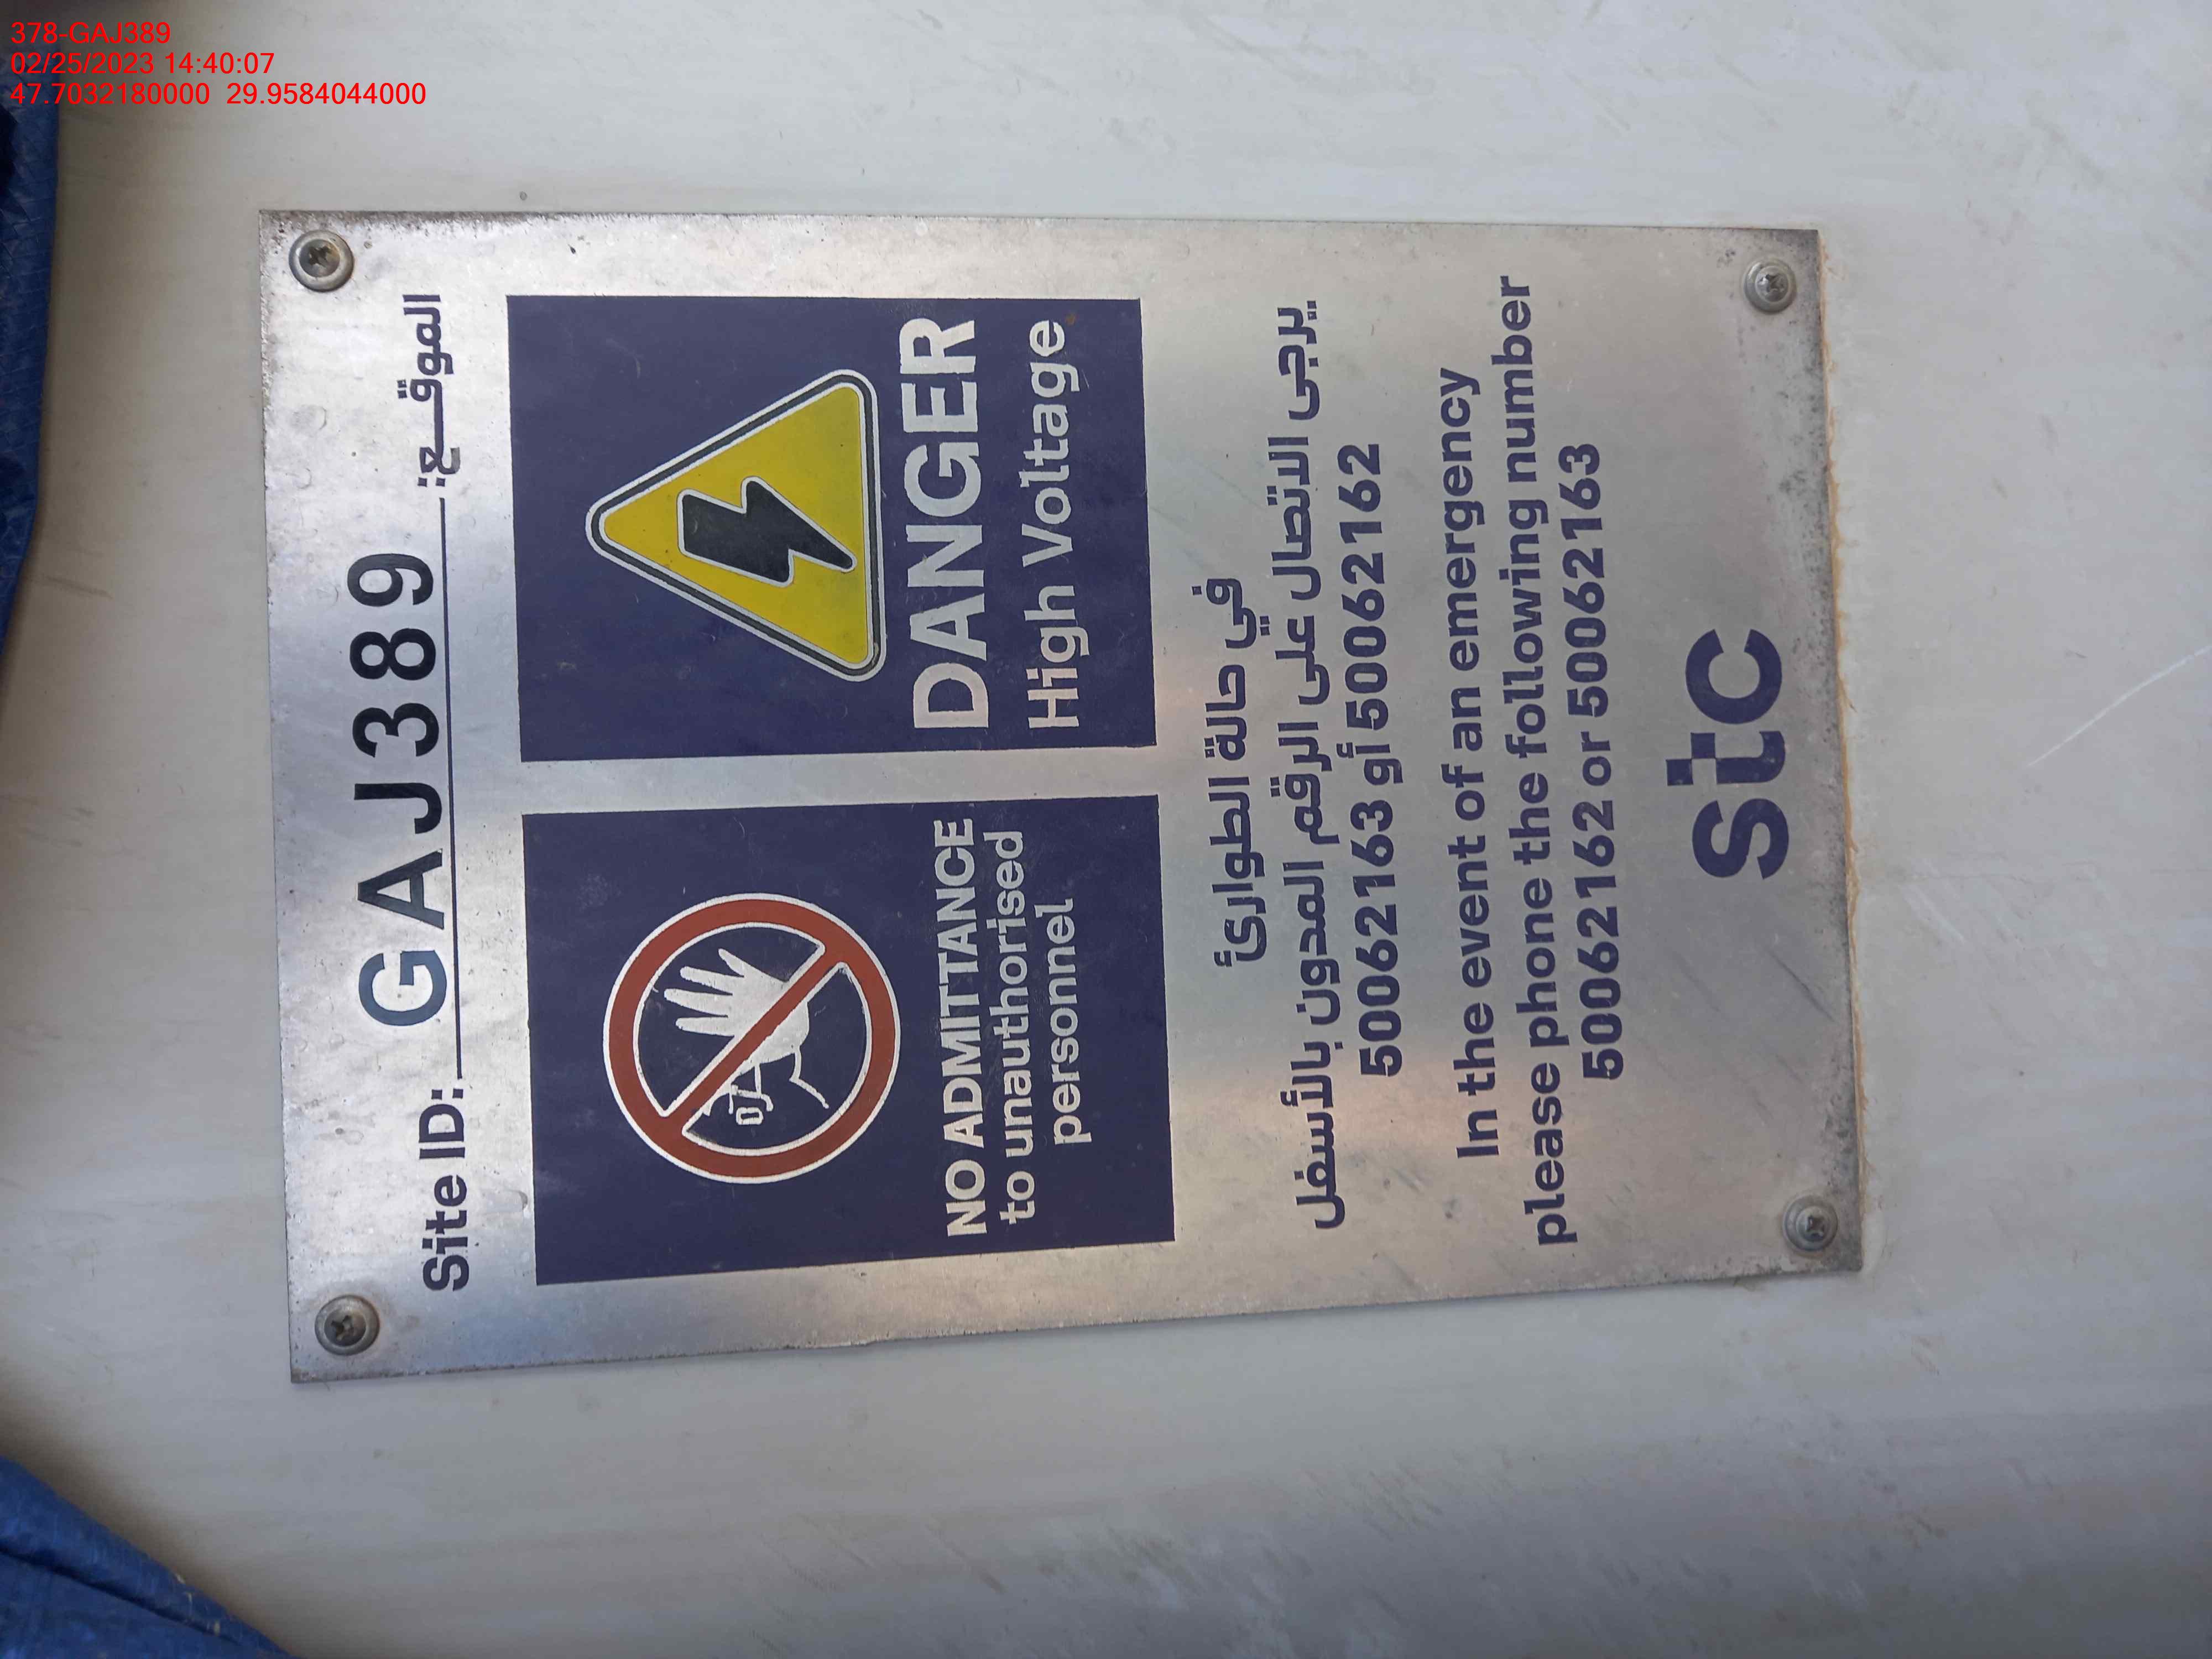 378-GAJ389
02/25/2023 14:40:07
47.7032180000 29.9584044000
Site ID: GAJ389 الموقــع:
NO ADMITTANCE
to unauthorised
personnel
DANGER
High Voltage
في حالة الطوارئ
يرجى الاتصال على الرقم المدون بالأسفل
50062163 أو 50062162
In the event of an emergency
please phone the following number
50062162 or 50062163
stc